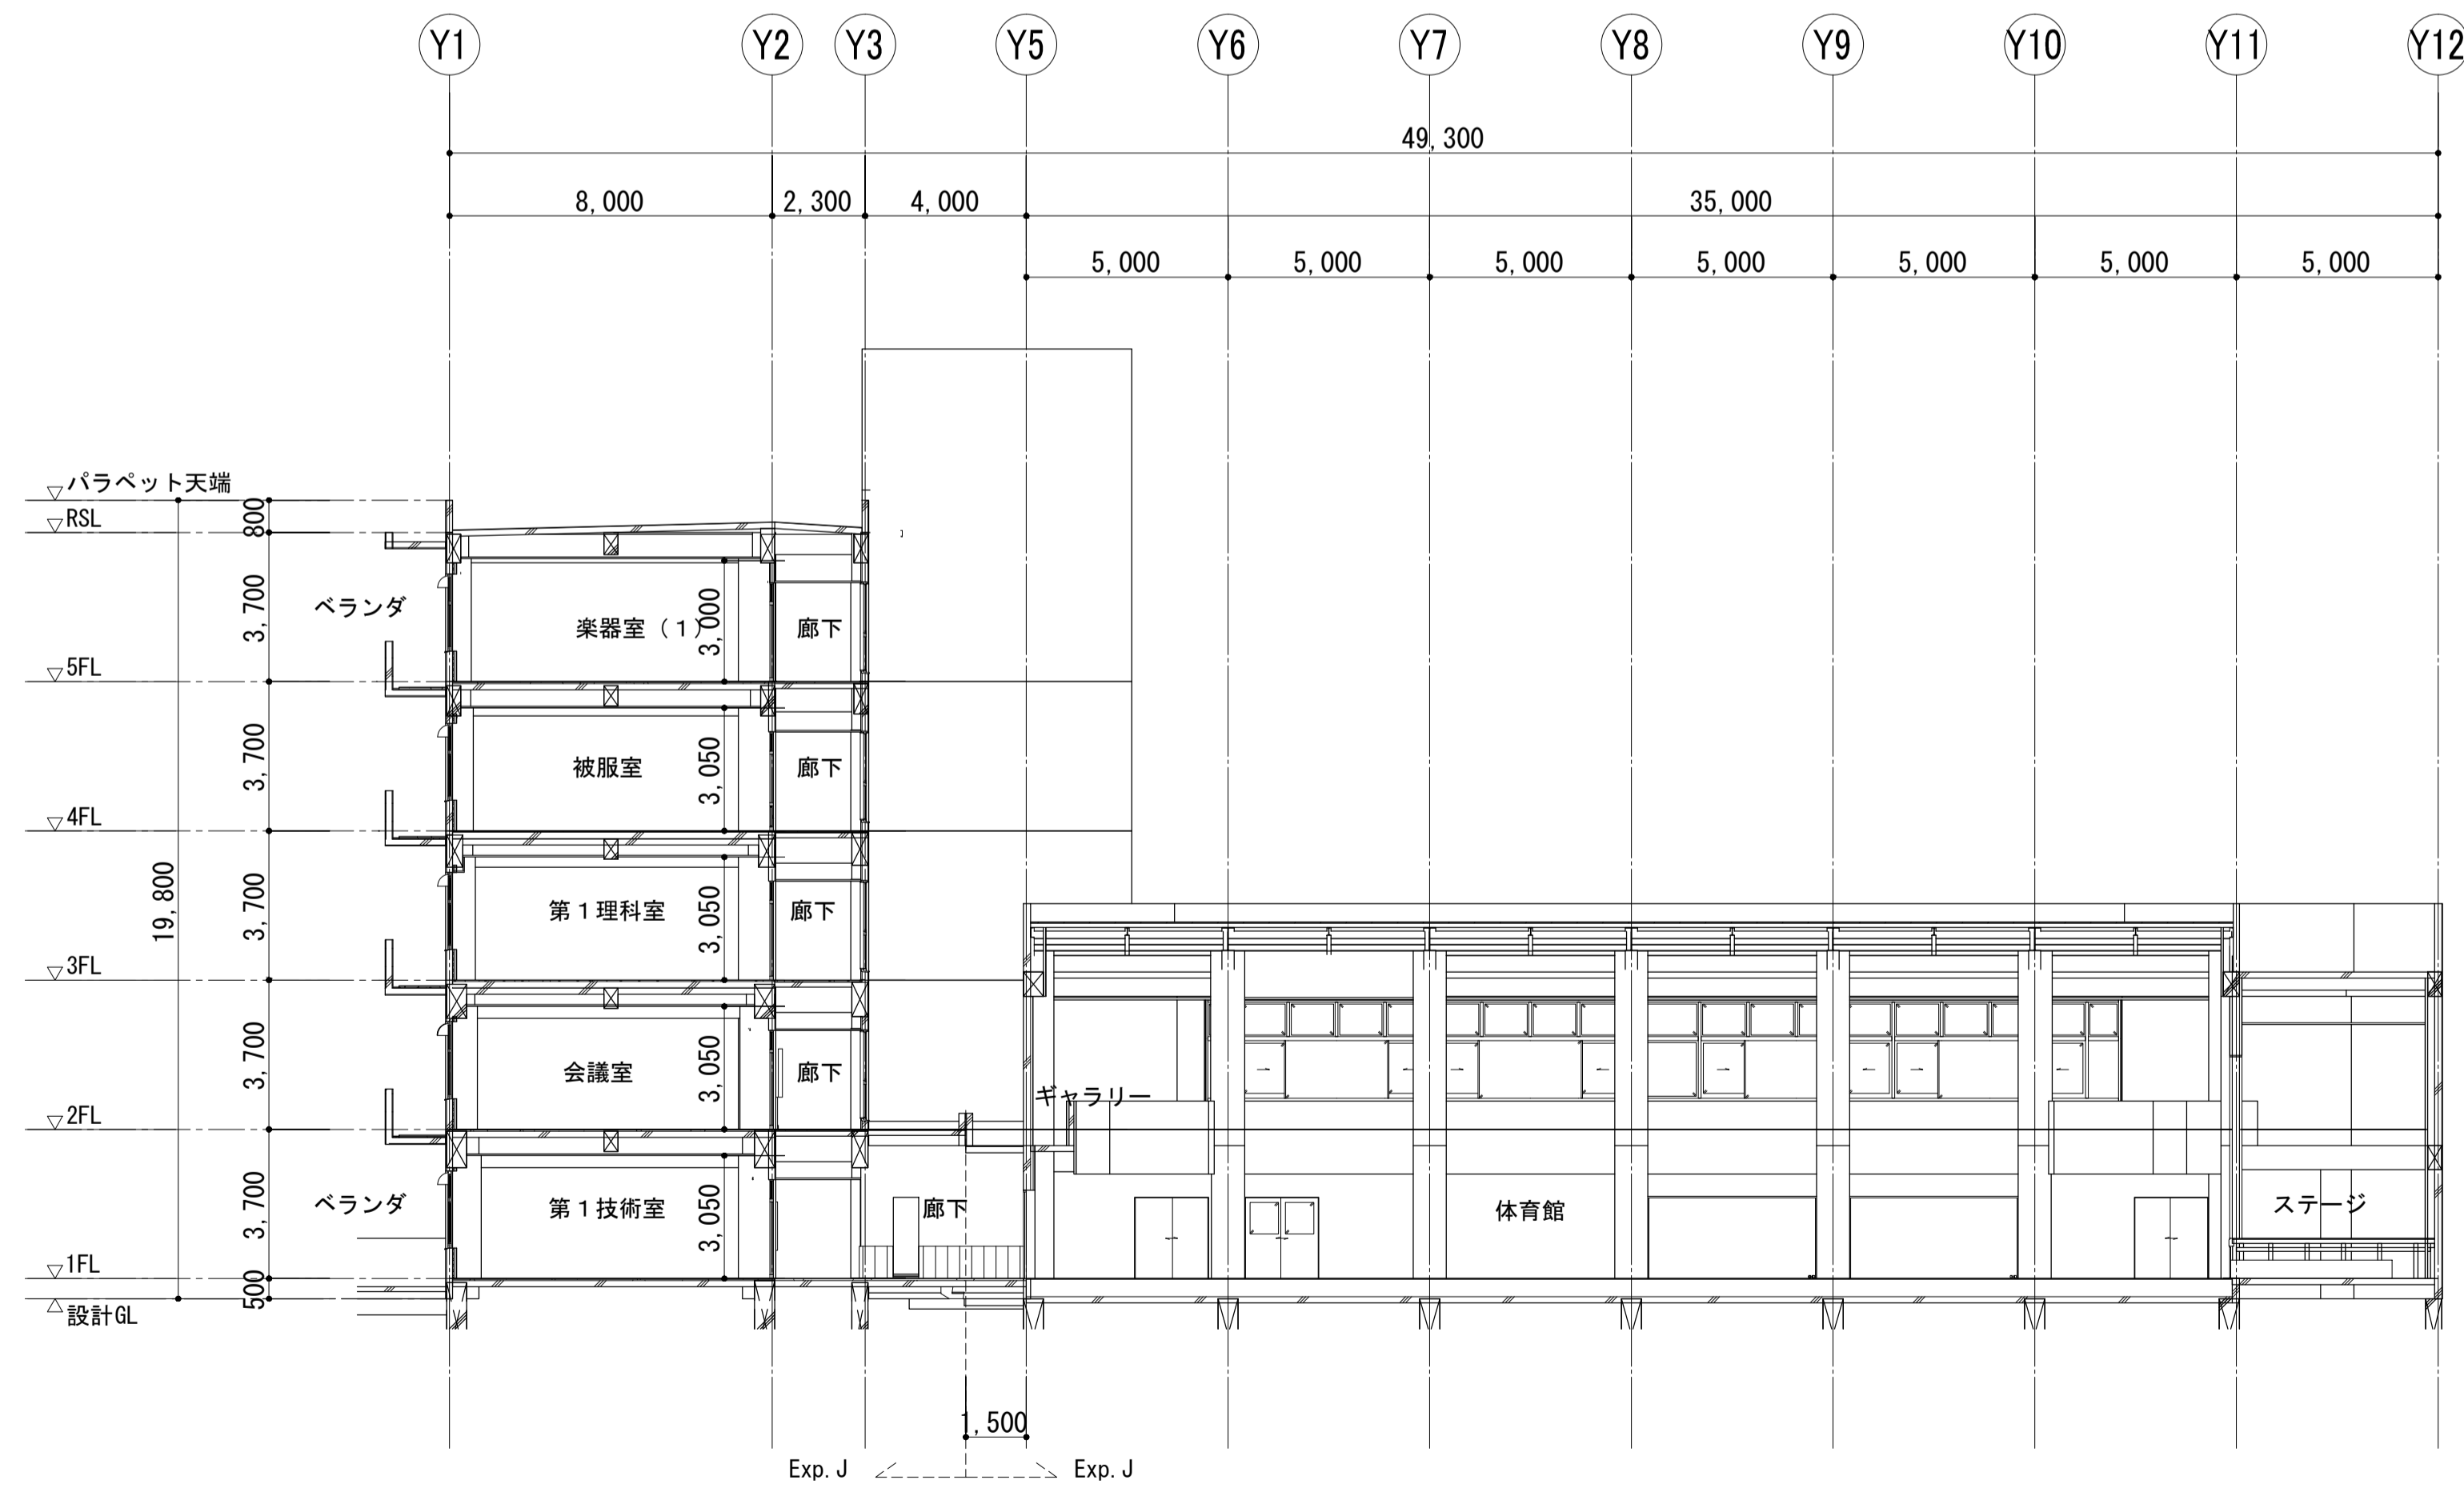 Y1 Y2 Y3 Y5 Y6 Y7 Y8 Y9 Y10 Y11 Y12
49,300
8,000 2,300 4,000 35,000
5,000 5,000 5,000 5,000 5,000 5,000 5,000
パラペット天端
800
RSL
3,700
ベランダ
楽器室（１）
3,000
廊下
5FL
3,700
被服室
3,050
廊下
4FL
19,800
3,700
第１理科室
3,050
廊下
3FL
3,700
会議室
3,050
廊下
ギャラリー
2FL
3,700
ベランダ
第１技術室
3,050
廊下
体育館
ステージ
1FL
500
設計GL
1,500
Exp.J Exp.J